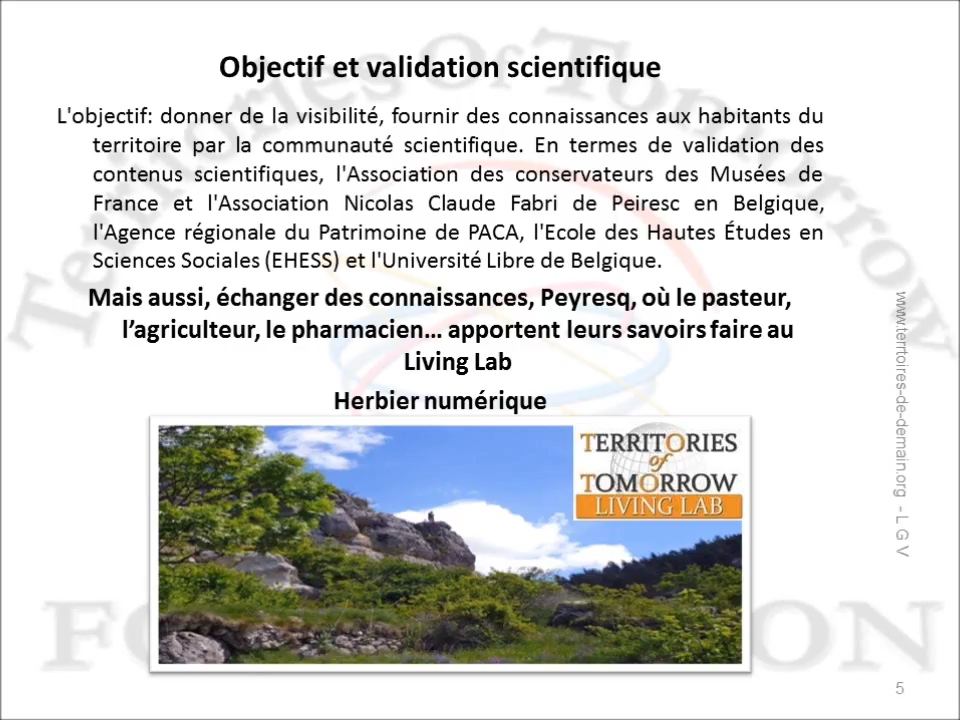 Objectif et validation scientifique
L'objectif: donner de la visibilité, fournir des connaissances aux habitants du
territoire par la communauté scientifique. En termes de validation des
contenus scientifiques, l'Association des conservateurs des Musées de
France et l'Association Nicolas Claude Fabri de Peiresc en Belgique,
l'Agence régionale du Patrimoine de PACA, l'Ecole des Hautes Études en
Sciences Sociales (EHESS) et l'Université Libre de Belgique.
Mais aussi, échanger des connaissances, Peyresq, où le pasteur,
l’agriculteur, le pharmacien… apportent leurs savoirs faire au
Living Lab
Herbier numérique
TERRITORIES
of
TOMORROW
LIVING LAB
www.territoires-de-demain.org - L G V
Territories Of Tomorrow
5